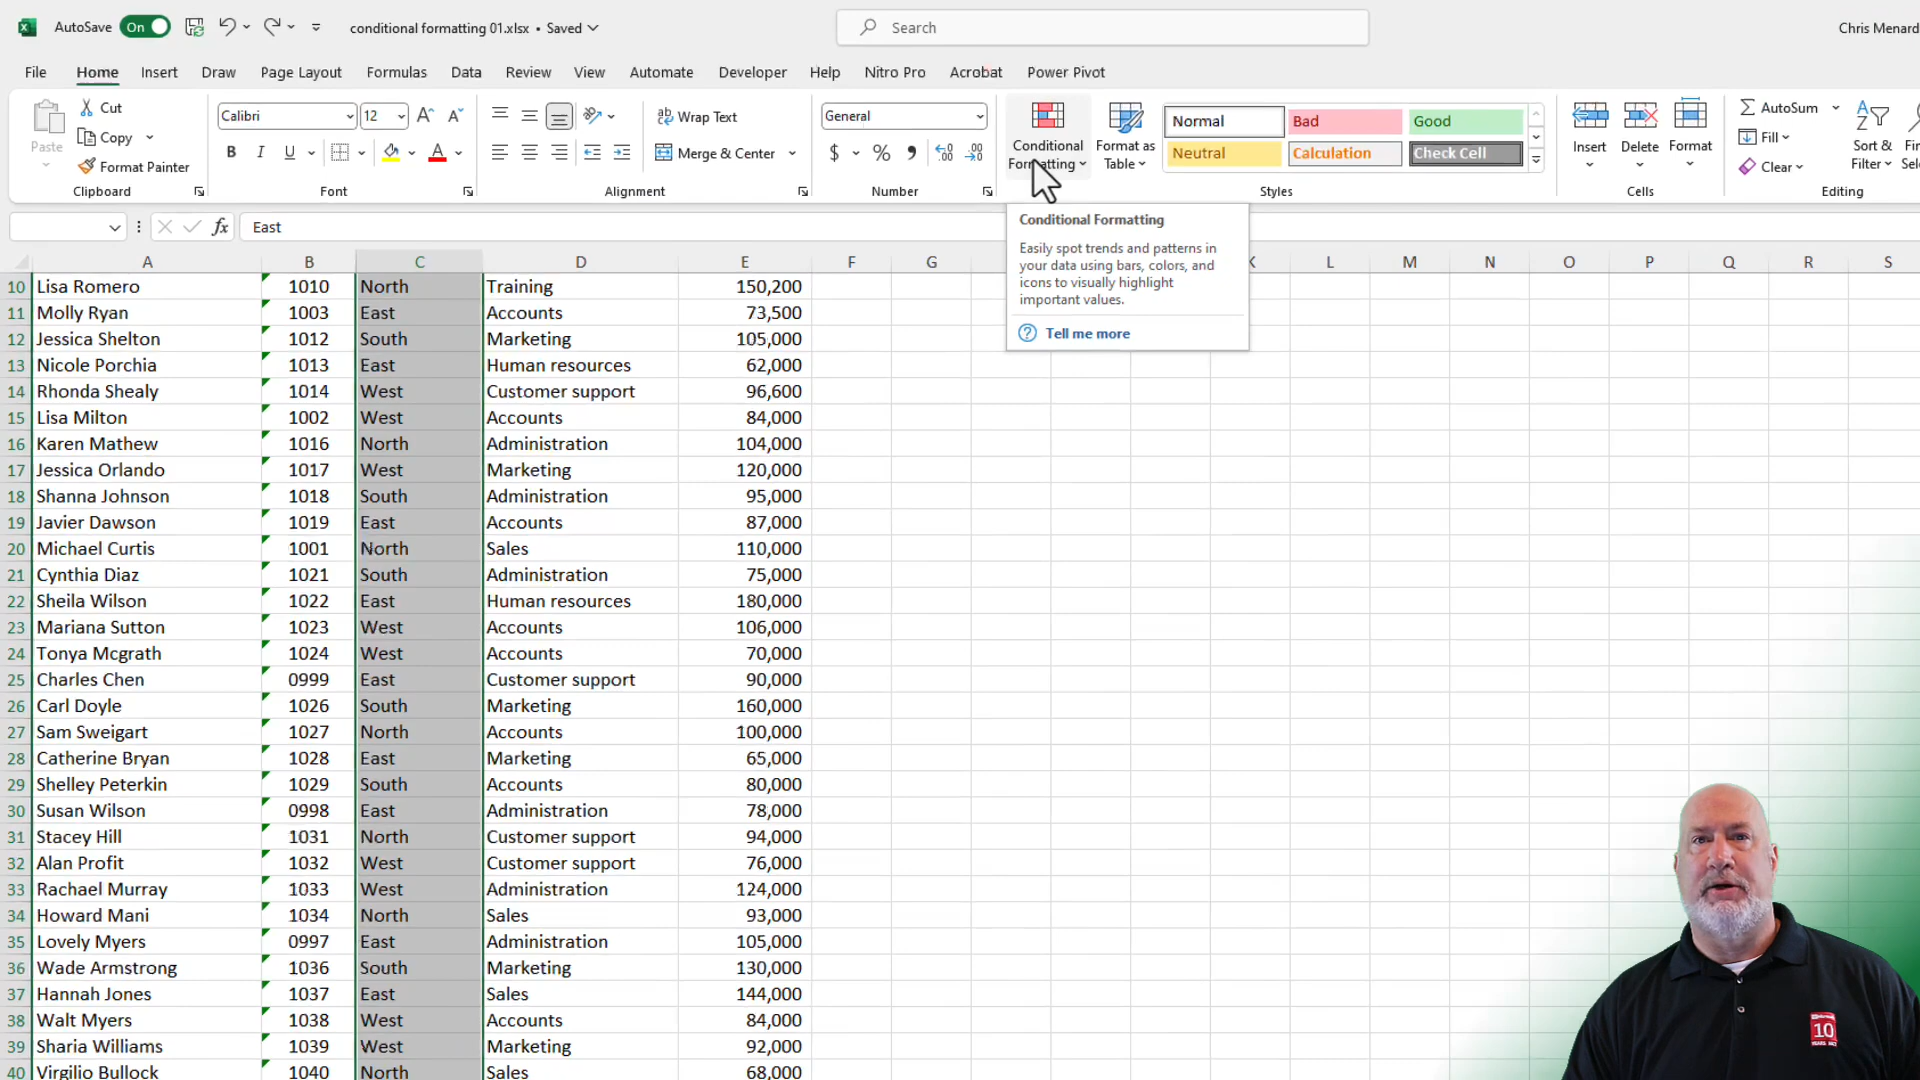 AutoSave On conditional formatting 01.xlsx • Saved Search Chris Menard
File Home Insert Draw Page Layout Formulas Data Review View Automate Developer Help Nitro Pro Acrobat Power Pivot
Paste Cut Copy Format Painter Clipboard
Calibri 12 B I U A Font
Wrap Text Merge & Center Alignment
General $ % Number
Conditional Formatting Format as Table Normal Bad Good Neutral Calculation Check Cell Styles
Insert Delete Format Cells
AutoSum Fill Clear Sort & Filter Editing
fx East
Conditional Formatting
Easily spot trends and patterns in
your data using bars, colors, and
icons to visually highlight
important values.
Tell me more
A B C D E F G K L M N O P Q R S
10 Lisa Romero 1010 North Training 150,200
11 Molly Ryan 1003 East Accounts 73,500
12 Jessica Shelton 1012 South Marketing 105,000
13 Nicole Porchia 1013 East Human resources 62,000
14 Rhonda Shealy 1014 West Customer support 96,600
15 Lisa Milton 1002 West Accounts 84,000
16 Karen Mathew 1016 North Administration 104,000
17 Jessica Orlando 1017 West Marketing 120,000
18 Shanna Johnson 1018 South Administration 95,000
19 Javier Dawson 1019 East Accounts 87,000
20 Michael Curtis 1001 North Sales 110,000
21 Cynthia Diaz 1021 South Administration 75,000
22 Sheila Wilson 1022 East Human resources 180,000
23 Mariana Sutton 1023 West Accounts 106,000
24 Tonya Mcgrath 1024 West Accounts 70,000
25 Charles Chen 0999 East Customer support 90,000
26 Carl Doyle 1026 South Marketing 160,000
27 Sam Sweigart 1027 North Accounts 100,000
28 Catherine Bryan 1028 East Marketing 65,000
29 Shelley Peterkin 1029 South Accounts 80,000
30 Susan Wilson 0998 East Administration 78,000
31 Stacey Hill 1031 North Customer support 94,000
32 Alan Profit 1032 West Customer support 76,000
33 Rachael Murray 1033 West Administration 124,000
34 Howard Mani 1034 North Sales 93,000
35 Lovely Myers 0997 East Administration 105,000
36 Wade Armstrong 1036 South Marketing 130,000
37 Hannah Jones 1037 East Sales 144,000
38 Walt Myers 1038 West Accounts 84,000
39 Sharia Williams 1039 West Marketing 92,000
40 Virgilio Bullock 1040 North Sales 68,000
10